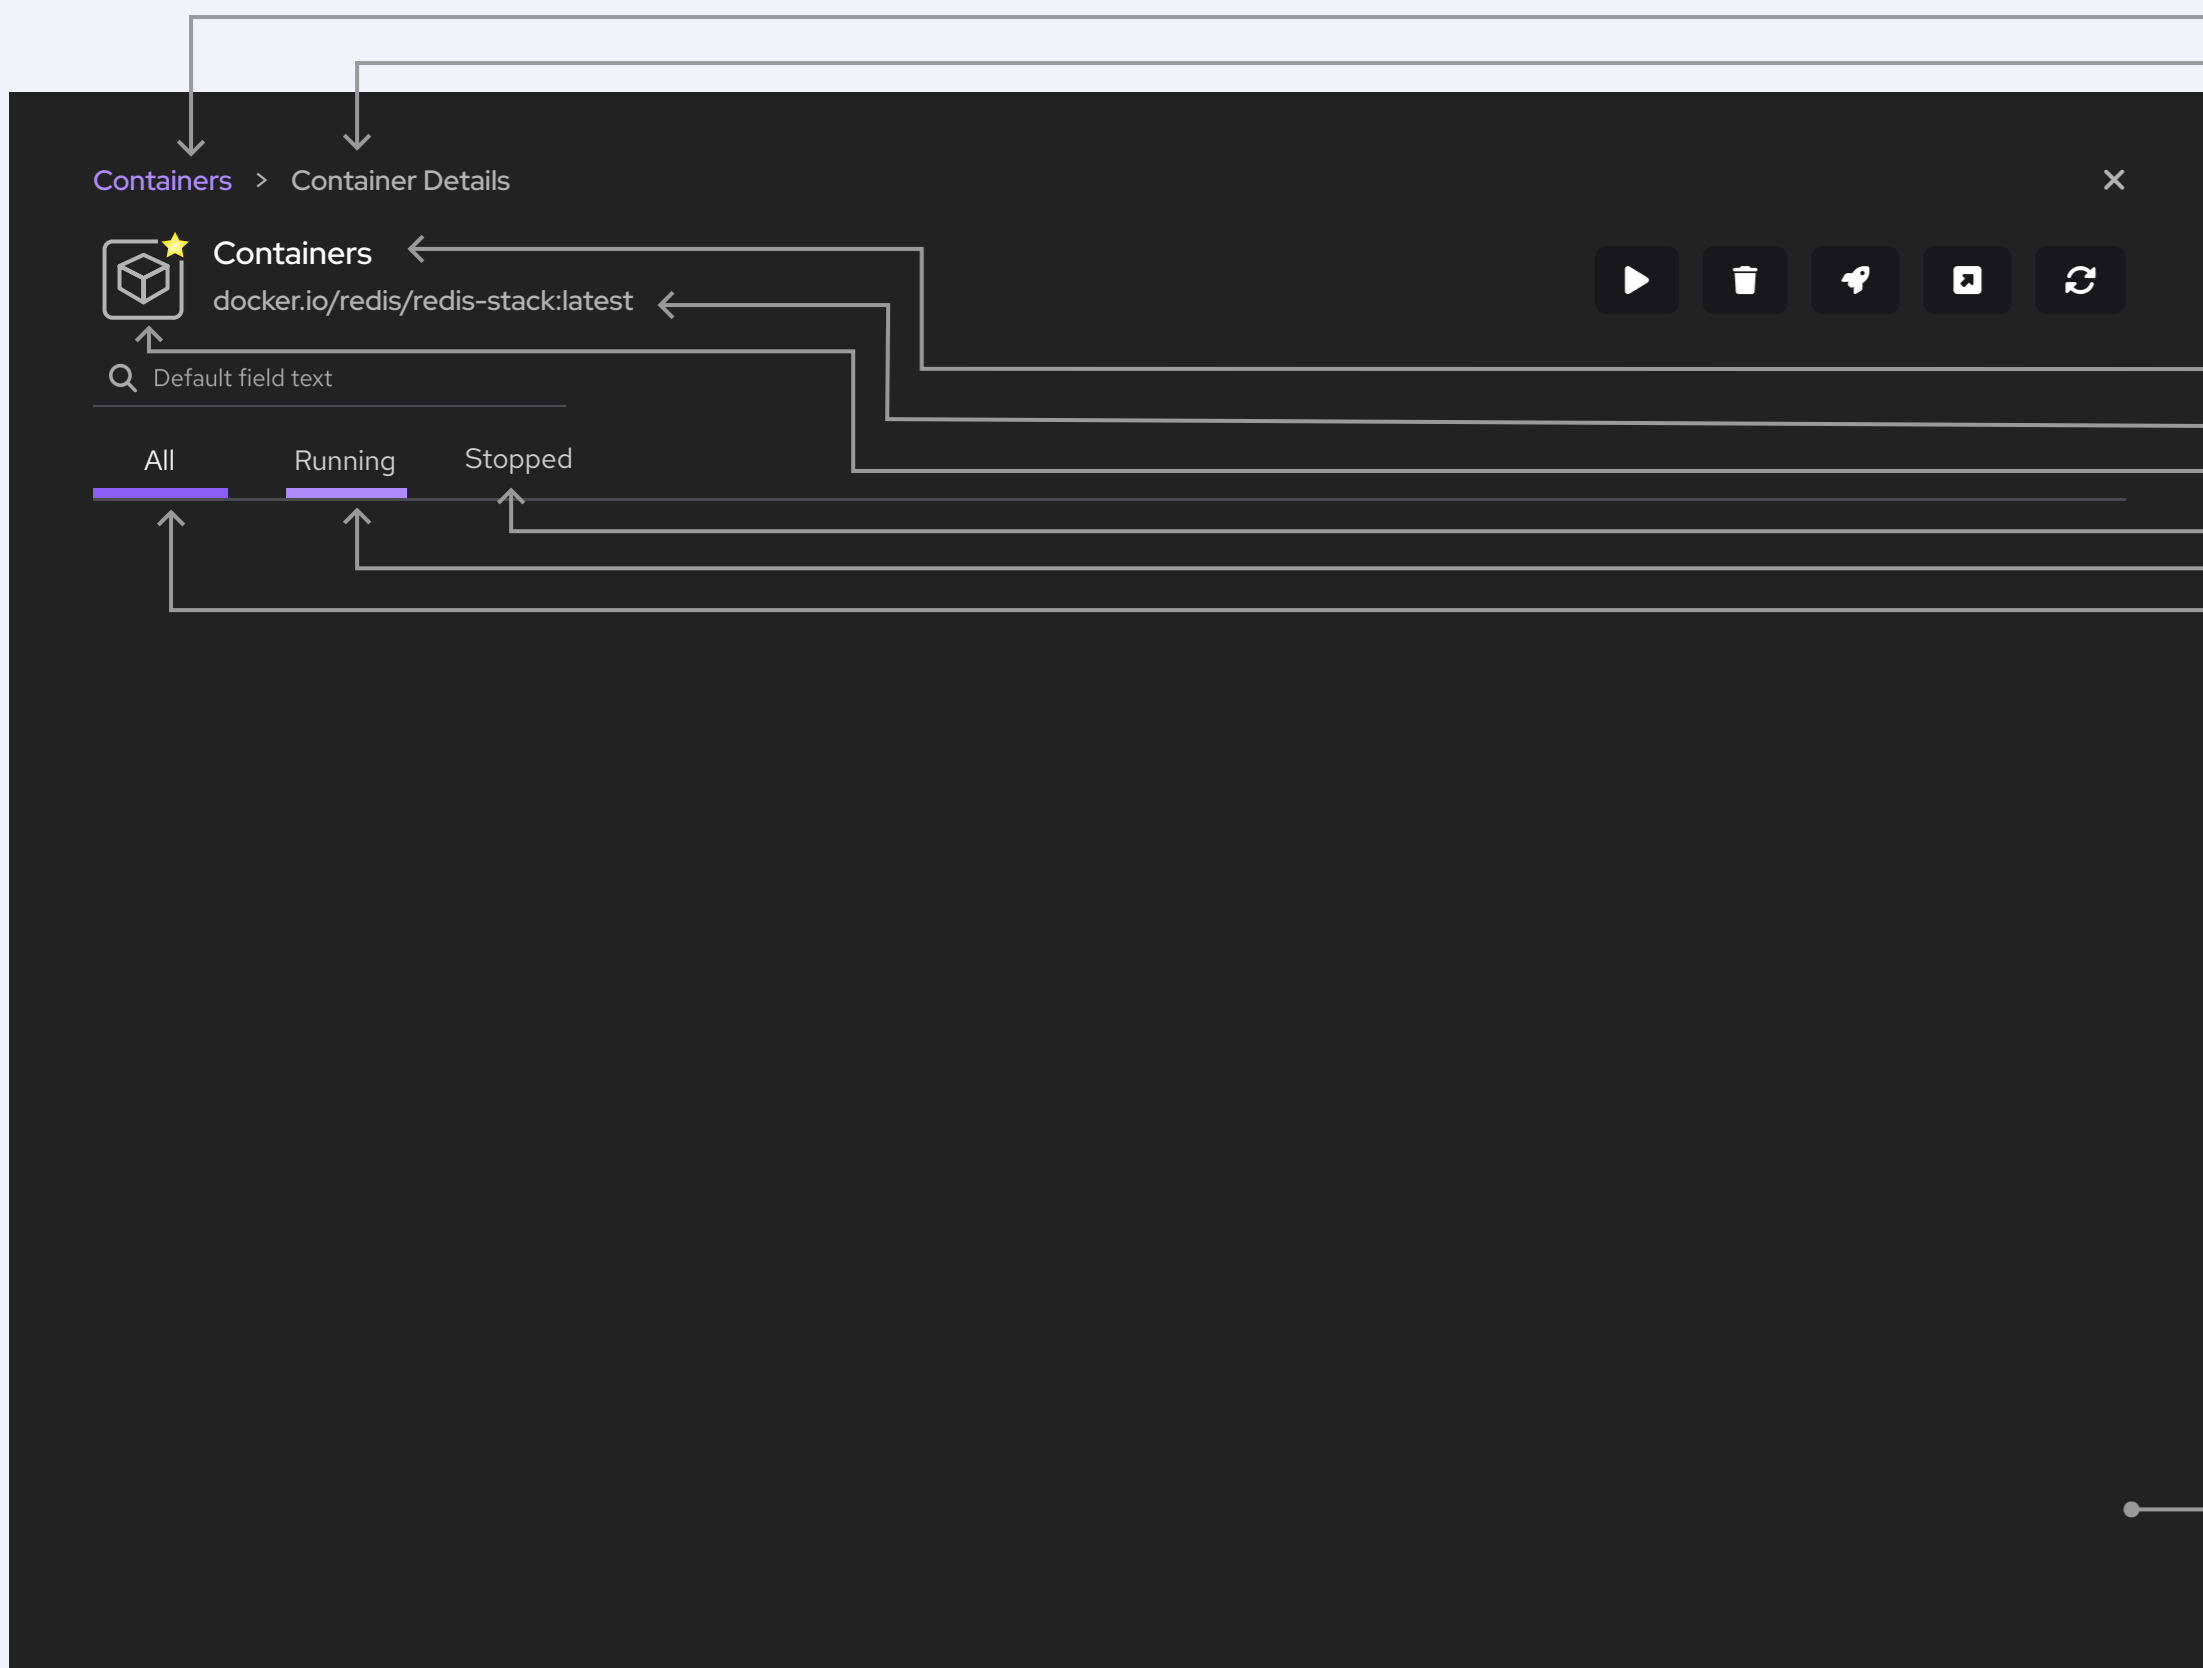 Containers > Container Details
Containers
docker.io/redis/redis-stack:latest
Default field text
All Running Stopped